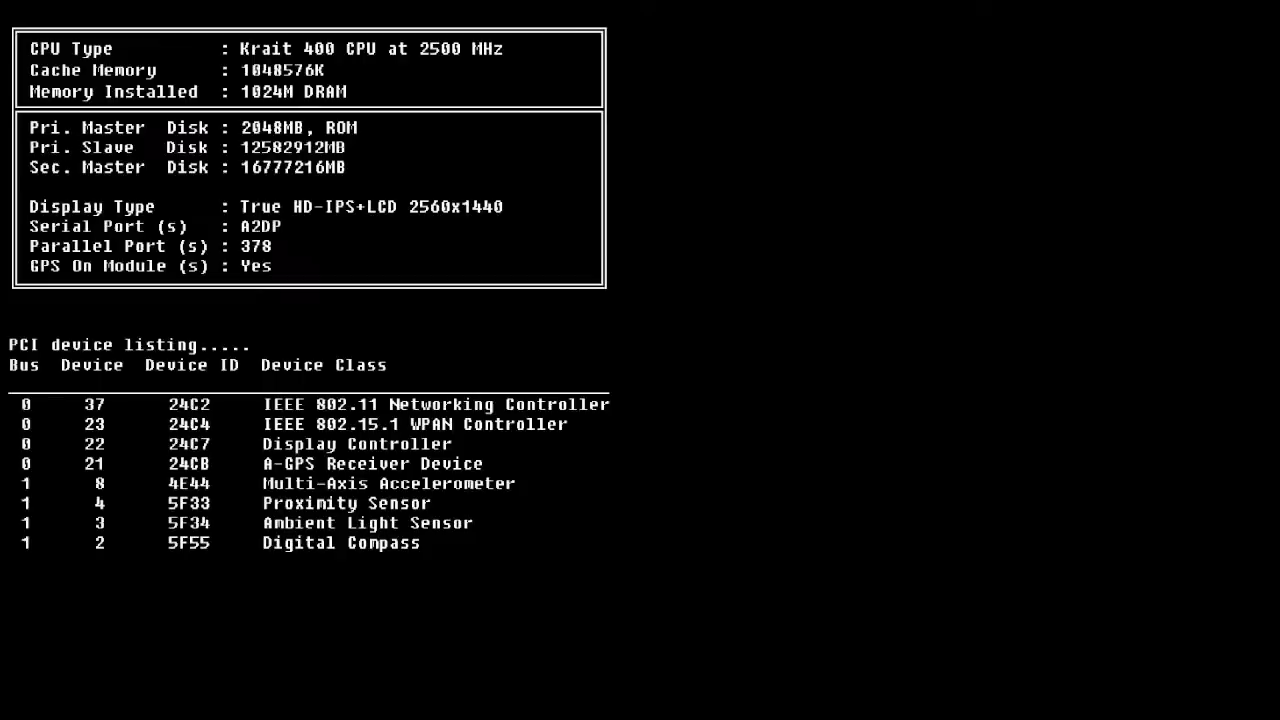 CPU Type : Krait 400 CPU at 2500 MHz
Cache Memory : 1048576K
Memory Installed : 1024M DRAM
Pri. Master Disk : 2048MB, ROM
Pri. Slave Disk : 12582912MB
Sec. Master Disk : 16777216MB
Display Type : True HD-IPS+LCD 2560x1440
Serial Port (s) : A2DP
Parallel Port (s) : 378
GPS On Module (s) : Yes
PCI device listing.....
Bus Device Device ID Device Class
0 37 24C2 IEEE 802.11 Networking Controller
0 23 24C4 IEEE 802.15.1 WPAN Controller
0 22 24C7 Display Controller
0 21 24CB A-GPS Receiver Device
1 8 4E44 Multi-Axis Accelerometer
1 4 5F33 Proximity Sensor
1 3 5F34 Ambient Light Sensor
1 2 5F55 Digital Compass